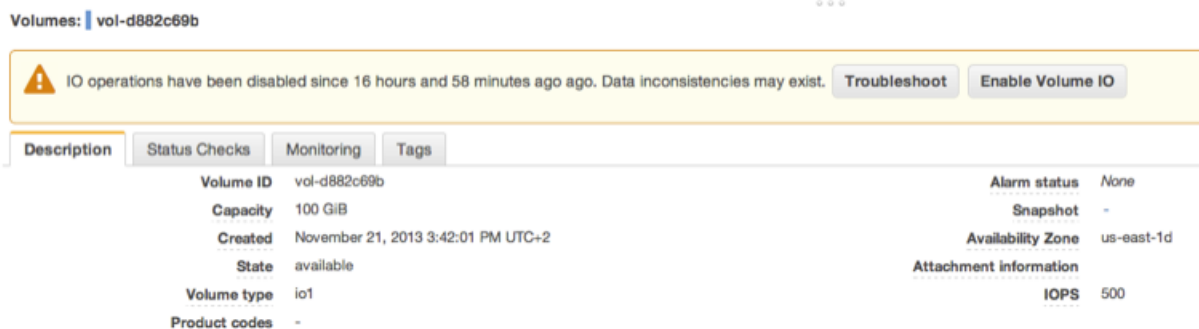 Volumes: vol-d882c69b
IO operations have been disabled since 16 hours and 58 minutes ago ago. Data inconsistencies may exist. Troubleshoot Enable Volume IO
Description Status Checks Monitoring Tags
Volume ID vol-d882c69b Alarm status None
Capacity 100 GiB Snapshot -
Created November 21, 2013 3:42:01 PM UTC+2 Availability Zone us-east-1d
State available Attachment information
Volume type io1 IOPS 500
Product codes -